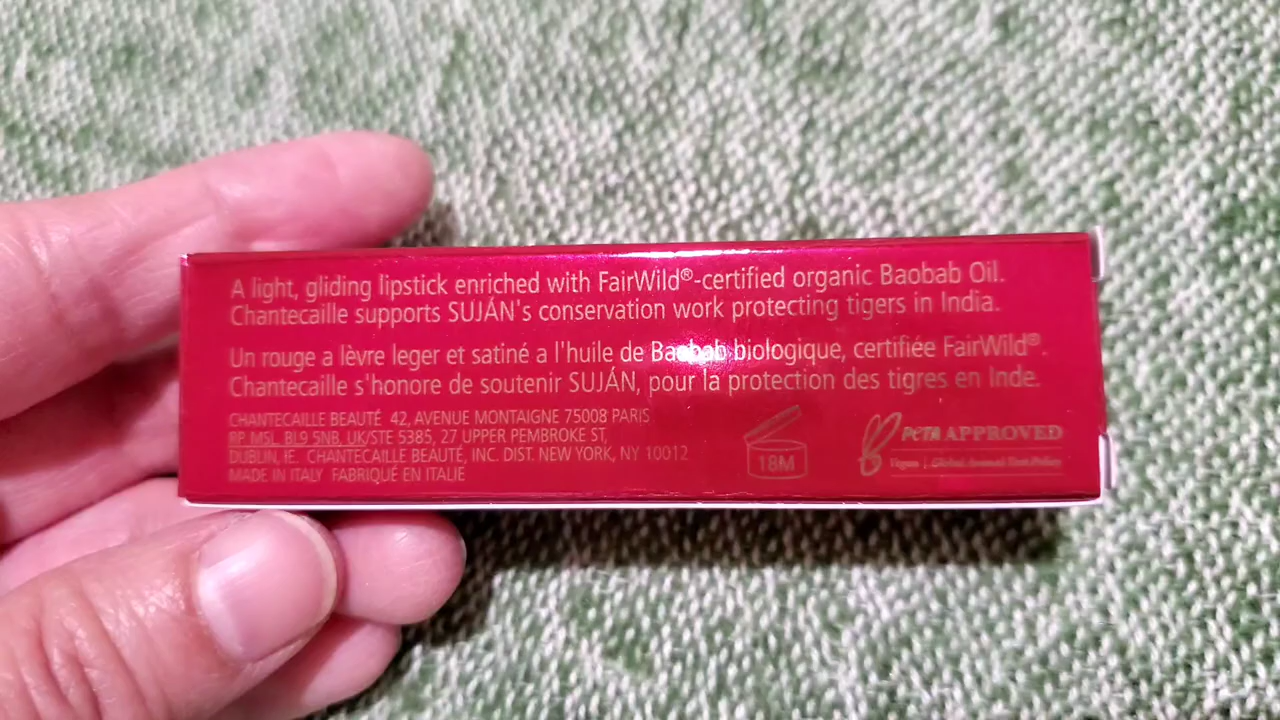 A light, gliding lipstick enriched with FairWild®-certified organic Baobab Oil.
Chantecaille supports SUJÁN's conservation work protecting tigers in India.
Un rouge a lèvre leger et satiné a l'huile de Baobab biologique, certifiée FairWild®.
Chantecaille s'honore de soutenir SUJÁN, pour la protection des tigres en Inde.
CHANTECAILLE BEAUTÉ 42, AVENUE MONTAIGNE 75008 PARIS
RP MSL, BL9 5NB, UK/STE 5385, 27 UPPER PEMBROKE ST,
DUBLIN, IE. CHANTECAILLE BEAUTÉ, INC. DIST. NEW YORK, NY 10012
MADE IN ITALY FABRIQUÉ EN ITALIE
18M
PETA APPROVED
Vegan | Global Animal Test Policy